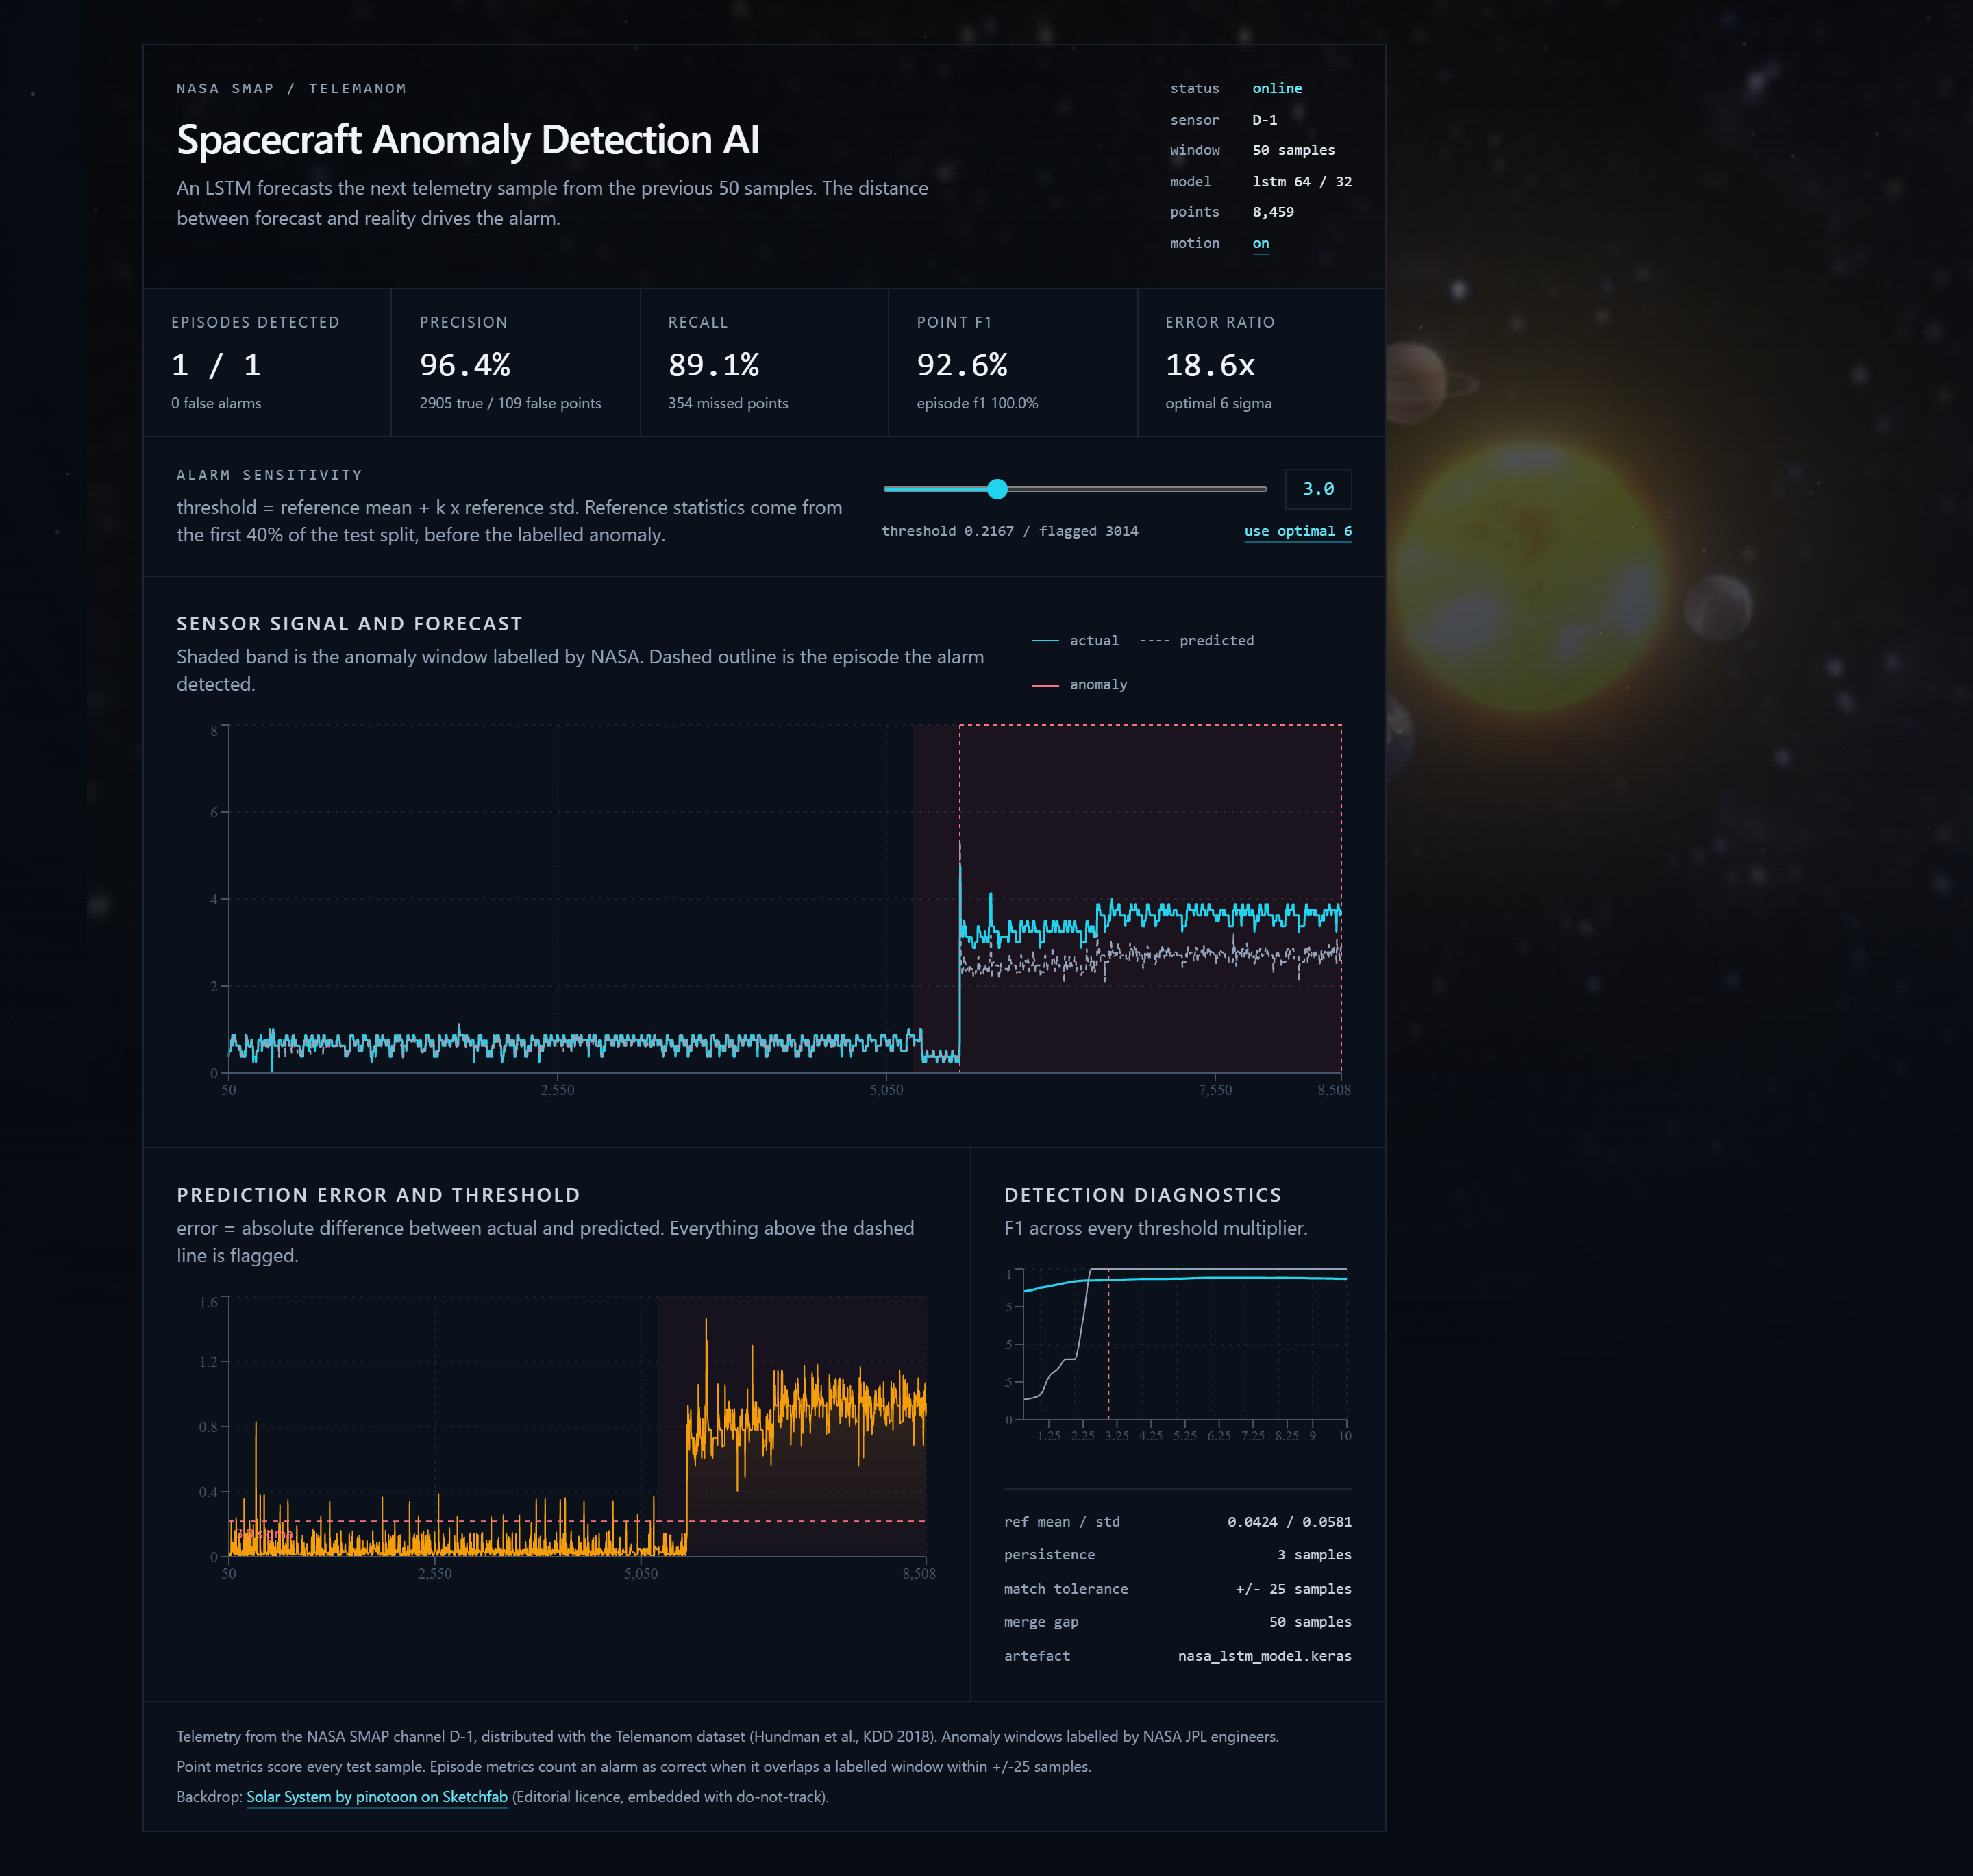 NASA SMAP / TELEMANOM
Spacecraft Anomaly Detection AI
An LSTM forecasts the next telemetry sample from the previous 50 samples. The distance
between forecast and reality drives the alarm.
status online
sensor D-1
window 50 samples
model lstm 64 / 32
points 8,459
motion on
EPISODES DETECTED
1 / 1
0 false alarms
PRECISION
96.4%
2905 true / 109 false points
RECALL
89.1%
354 missed points
POINT F1
92.6%
episode f1 100.0%
ERROR RATIO
18.6x
optimal 6 sigma
ALARM SENSITIVITY
threshold = reference mean + k x reference std. Reference statistics come from
the first 40% of the test split, before the labelled anomaly.
3.0
threshold 0.2167 / flagged 3014
use optimal 6
SENSOR SIGNAL AND FORECAST
Shaded band is the anomaly window labelled by NASA. Dashed outline is the episode the alarm
detected.
actual
predicted
anomaly
8
6
4
2
0
50 2,550 5,050 7,550 8,508
PREDICTION ERROR AND THRESHOLD
error = absolute difference between actual and predicted. Everything above the dashed
line is flagged.
1.6
1.2
0.8
0.4
0
50 2,550 5,050 8,508
DETECTION DIAGNOSTICS
F1 across every threshold multiplier.
1
5
5
5
0
1.25 2.25 3.25 4.25 5.25 6.25 7.25 8.25 9 10
ref mean / std 0.0424 / 0.0581
persistence 3 samples
match tolerance +/- 25 samples
merge gap 50 samples
artefact nasa_lstm_model.keras
Telemetry from the NASA SMAP channel D-1, distributed with the Telemanom dataset (Hundman et al., KDD 2018). Anomaly windows labelled by NASA JPL engineers.
Point metrics score every test sample. Episode metrics count an alarm as correct when it overlaps a labelled window within +/-25 samples.
Backdrop: Solar System by pinotoon on Sketchfab (Editorial licence, embedded with do-not-track).